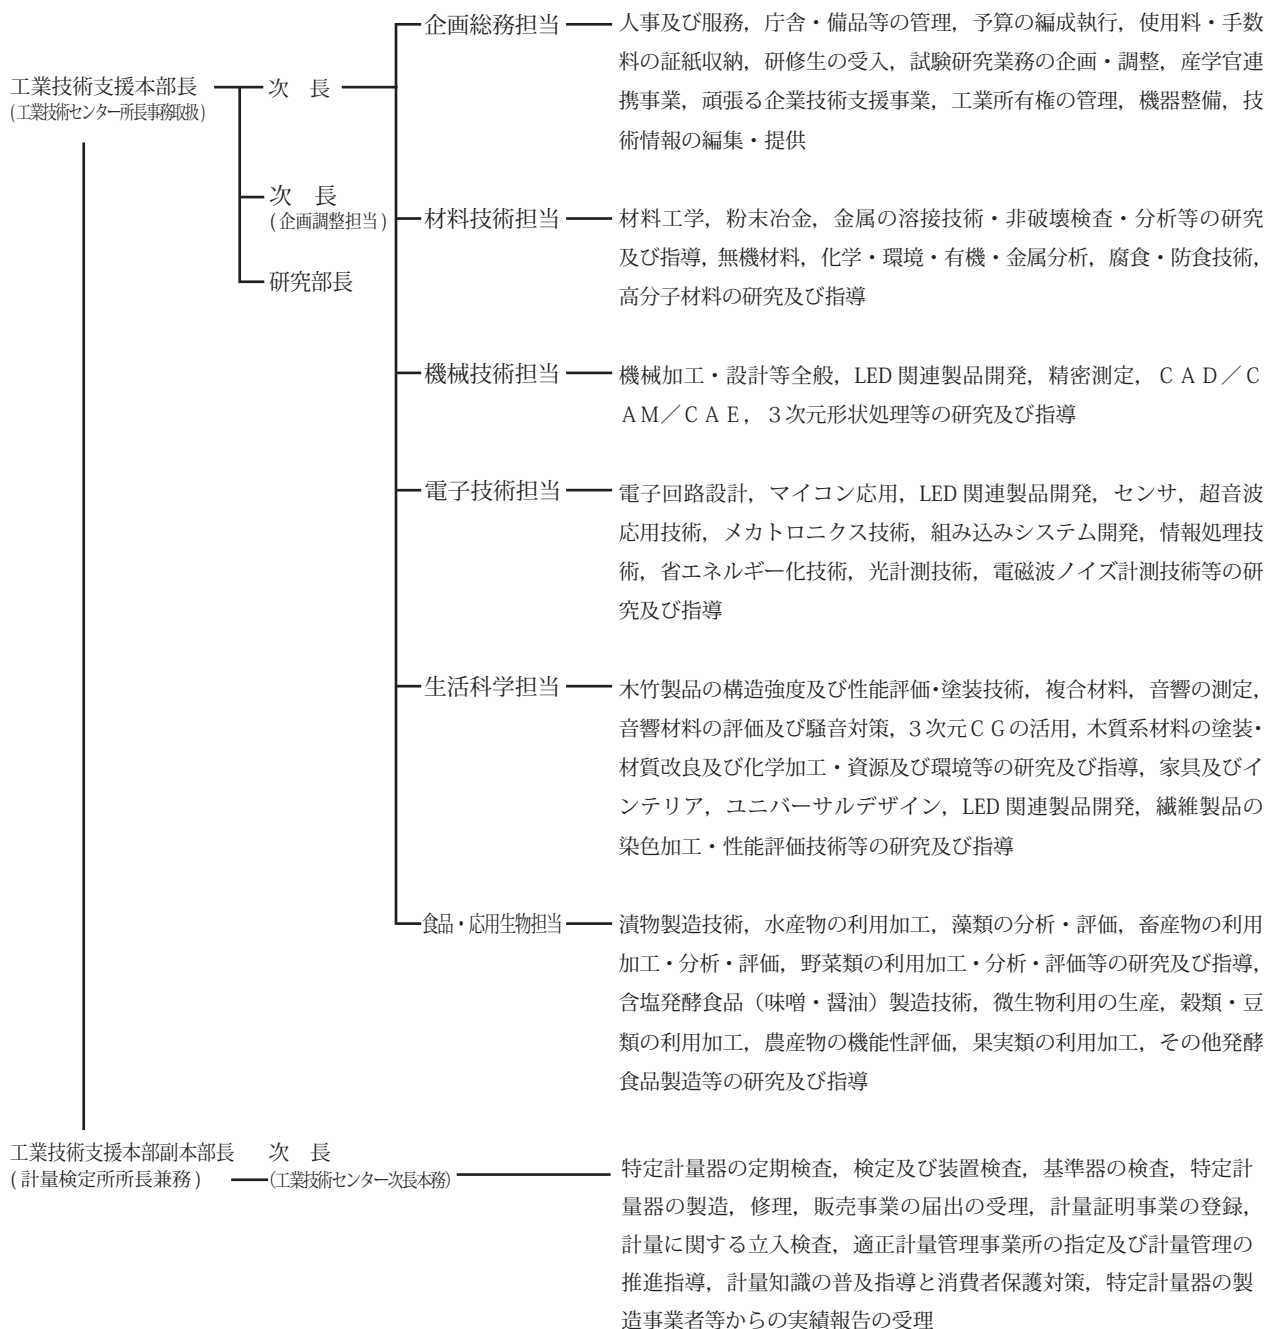 工業技術支援本部長
(工業技術センター所長事務取扱)
次　長
次　長
(企画調整担当)
研究部長
企画総務担当
人事及び服務，庁舎・備品等の管理，予算の編成執行，使用料・手数
料の証紙収納，研修生の受入，試験研究業務の企画・調整，産学官連
携事業，頑張る企業技術支援事業，工業所有権の管理，機器整備，技
術情報の編集・提供
材料技術担当
材料工学，粉末冶金，金属の溶接技術・非破壊検査・分析等の研究
及び指導，無機材料，化学・環境・有機・金属分析，腐食・防食技術，
高分子材料の研究及び指導
機械技術担当
機械加工・設計等全般，LED 関連製品開発，精密測定，ＣＡＤ／Ｃ
ＡＭ／ＣＡＥ，３次元形状処理等の研究及び指導
電子技術担当
電子回路設計，マイコン応用，LED 関連製品開発，センサ，超音波
応用技術，メカトロニクス技術，組み込みシステム開発，情報処理技
術，省エネルギー化技術，光計測技術，電磁波ノイズ計測技術等の研
究及び指導
生活科学担当
木竹製品の構造強度及び性能評価・塗装技術，複合材料，音響の測定，
音響材料の評価及び騒音対策，３次元ＣＧの活用，木質系材料の塗装・
材質改良及び化学加工・資源及び環境等の研究及び指導，家具及びイ
ンテリア，ユニバーサルデザイン，LED 関連製品開発，繊維製品の
染色加工・性能評価技術等の研究及び指導
食品・応用生物担当
漬物製造技術，水産物の利用加工，藻類の分析・評価，畜産物の利用
加工・分析・評価，野菜類の利用加工・分析・評価等の研究及び指導，
含塩発酵食品（味噌・醤油）製造技術，微生物利用の生産，穀類・豆
類の利用加工，農産物の機能性評価，果実類の利用加工，その他発酵
食品製造等の研究及び指導
工業技術支援本部副本部長
(計量検定所所長兼務)
次　長
(工業技術センター次長本務)
特定計量器の定期検査，検定及び装置検査，基準器の検査，特定計
量器の製造，修理，販売事業の届出の受理，計量証明事業の登録，
計量に関する立入検査，適正計量管理事業所の指定及び計量管理の
推進指導，計量知識の普及指導と消費者保護対策，特定計量器の製
造事業者等からの実績報告の受理